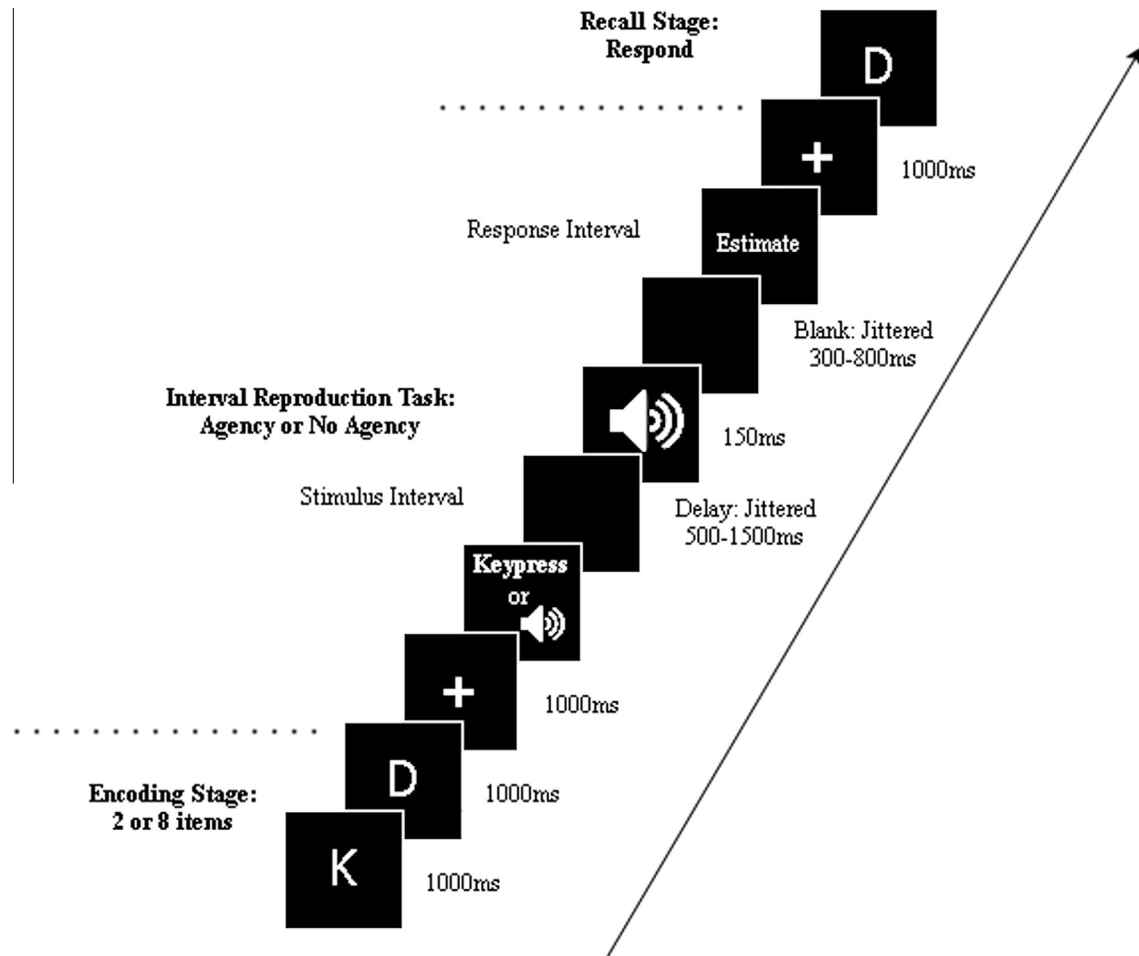 Recall Stage:
Respond
D
+
1000ms
Response Interval
Estimate
Blank: Jittered
300-800ms
Interval Reproduction Task:
Agency or No Agency
150ms
Stimulus Interval
Delay: Jittered
500-1500ms
Keypress
or
+
1000ms
D
1000ms
Encoding Stage:
2 or 8 items
K
1000ms